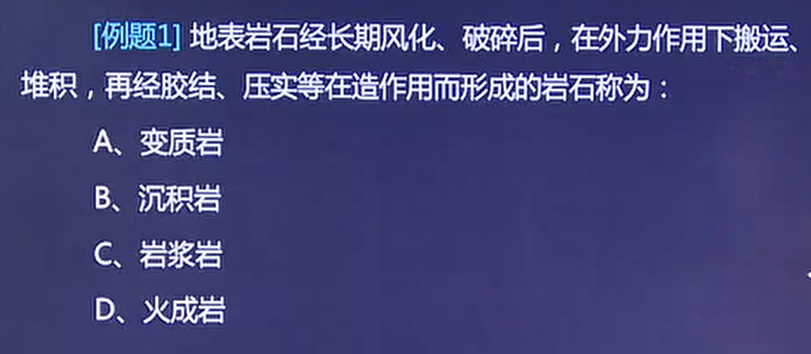 [例题1] 地表岩石经长期风化、破碎后，在外力作用下搬运、
堆积，再经胶结、压实等在造作用而形成的岩石称为：
A、变质岩
B、沉积岩
C、岩浆岩
D、火成岩